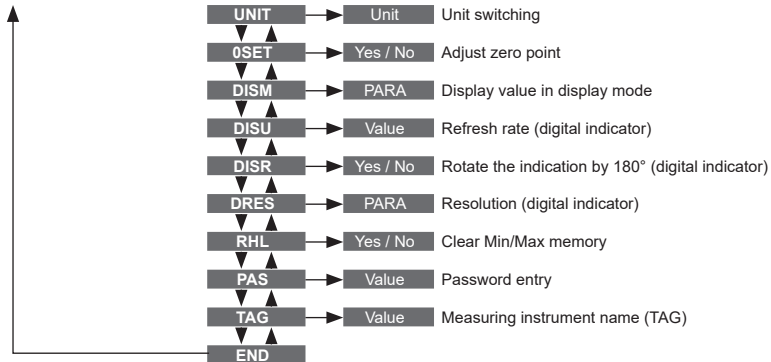 UNIT Unit Unit switching
0SET Yes / No Adjust zero point
DISM PARA Display value in display mode
DISU Value Refresh rate (digital indicator)
DISR Yes / No Rotate the indication by 180° (digital indicator)
DRES PARA Resolution (digital indicator)
RHL Yes / No Clear Min/Max memory
PAS Value Password entry
TAG Value Measuring instrument name (TAG)
END